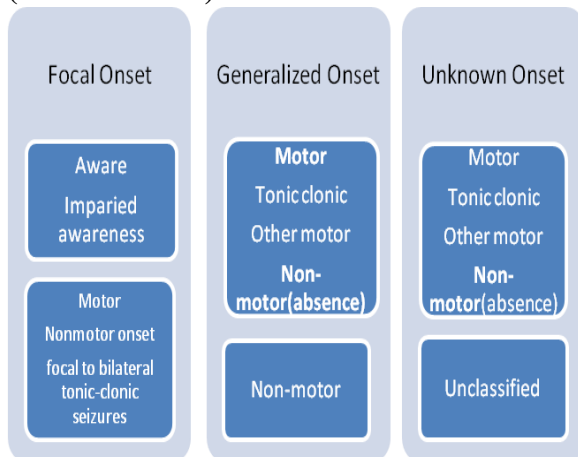 Focal Onset
Aware
Imparied
awareness
Motor
Nonmotor onset
focal to bilateral
tonic-clonic
seizures
Generalized Onset
Motor
Tonic clonic
Other motor
Non-
motor(absence)
Non-motor
Unknown Onset
Motor
Tonic clonic
Other motor
Non-
motor(absence)
Unclassified